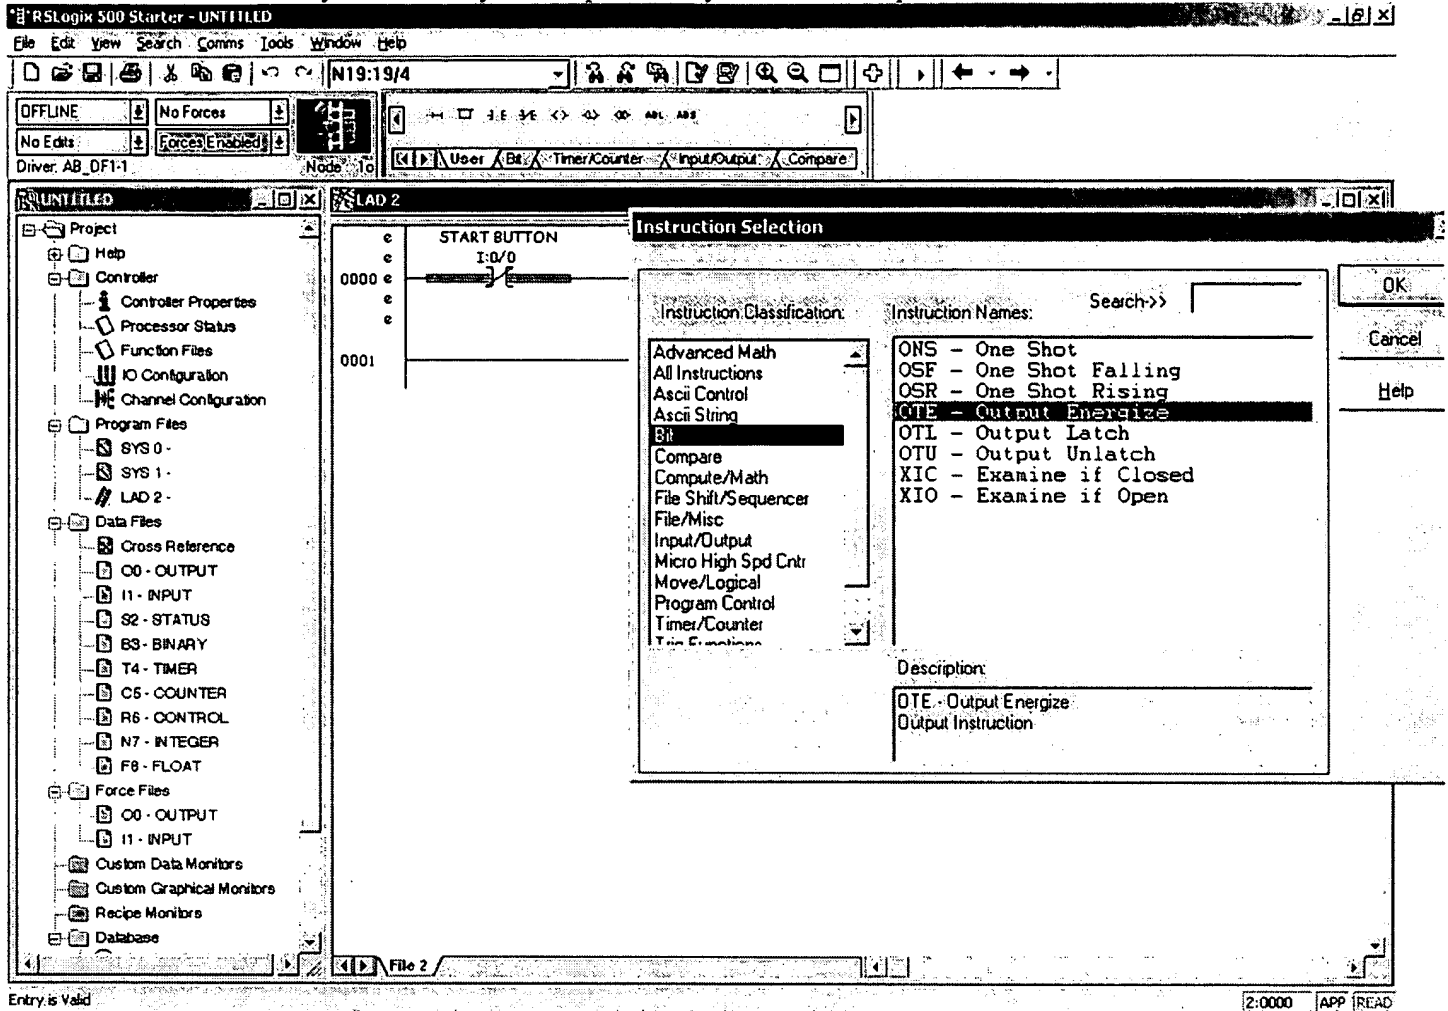 RSLogix 500 Starter - UNTITLED
File Edit View Search Comms Tools Window Help
N19:19/4
OFFLINE No Forces
No Edits Forces Enabled
Driver: AB_DF1-1 Node: 1o
User Bit Timer/Counter Input/Output Compare
UNTITLED
Project
Help
Controller
Controller Properties
Processor Status
Function Files
IO Configuration
Channel Configuration
Program Files
SYS 0 -
SYS 1 -
LAD 2 -
Data Files
Cross Reference
O0 - OUTPUT
I1 - INPUT
S2 - STATUS
B3 - BINARY
T4 - TIMER
C5 - COUNTER
R6 - CONTROL
N7 - INTEGER
F8 - FLOAT
Force Files
O0 - OUTPUT
I1 - INPUT
Custom Data Monitors
Custom Graphical Monitors
Recipe Monitors
Database
LAD 2
START BUTTON
I:0/0
e
e
0000 e
e
e
0001
File 2
Instruction Selection
Search->>
Instruction Classification:
Advanced Math
All Instructions
Ascii Control
Ascii String
Bit
Compare
Compute/Math
File Shift/Sequencer
File/Misc
Input/Output
Micro High Spd Cntr
Move/Logical
Program Control
Timer/Counter
Trig Functions
Instruction Names:
ONS - One Shot
OSF - One Shot Falling
OSR - One Shot Rising
OTE - Output Energize
OTL - Output Latch
OTU - Output Unlatch
XIC - Examine if Closed
XIO - Examine if Open
Description:
OTE - Output Energize
Output Instruction
OK
Cancel
Help
Entry is Valid
2:0000 APP READ